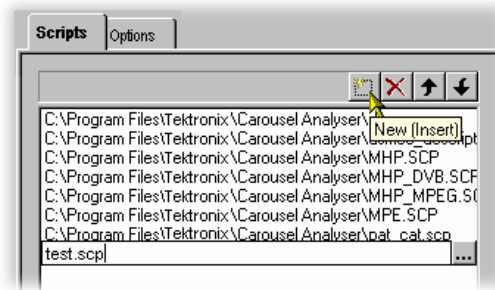 Scripts Options
C:\Program Files\Tektronix\Carousel Analyser\
New (Insert)
C:\Program Files\Tektronix\Carousel Analyser\
C:\Program Files\Tektronix\Carousel Analyser\MHP.SCP
C:\Program Files\Tektronix\Carousel Analyser\MHP_DVB.SCP
C:\Program Files\Tektronix\Carousel Analyser\MHP_MPEG.S
C:\Program Files\Tektronix\Carousel Analyser\MPE.SCP
C:\Program Files\Tektronix\Carousel Analyser\pat_cat.scp
test.scp
...